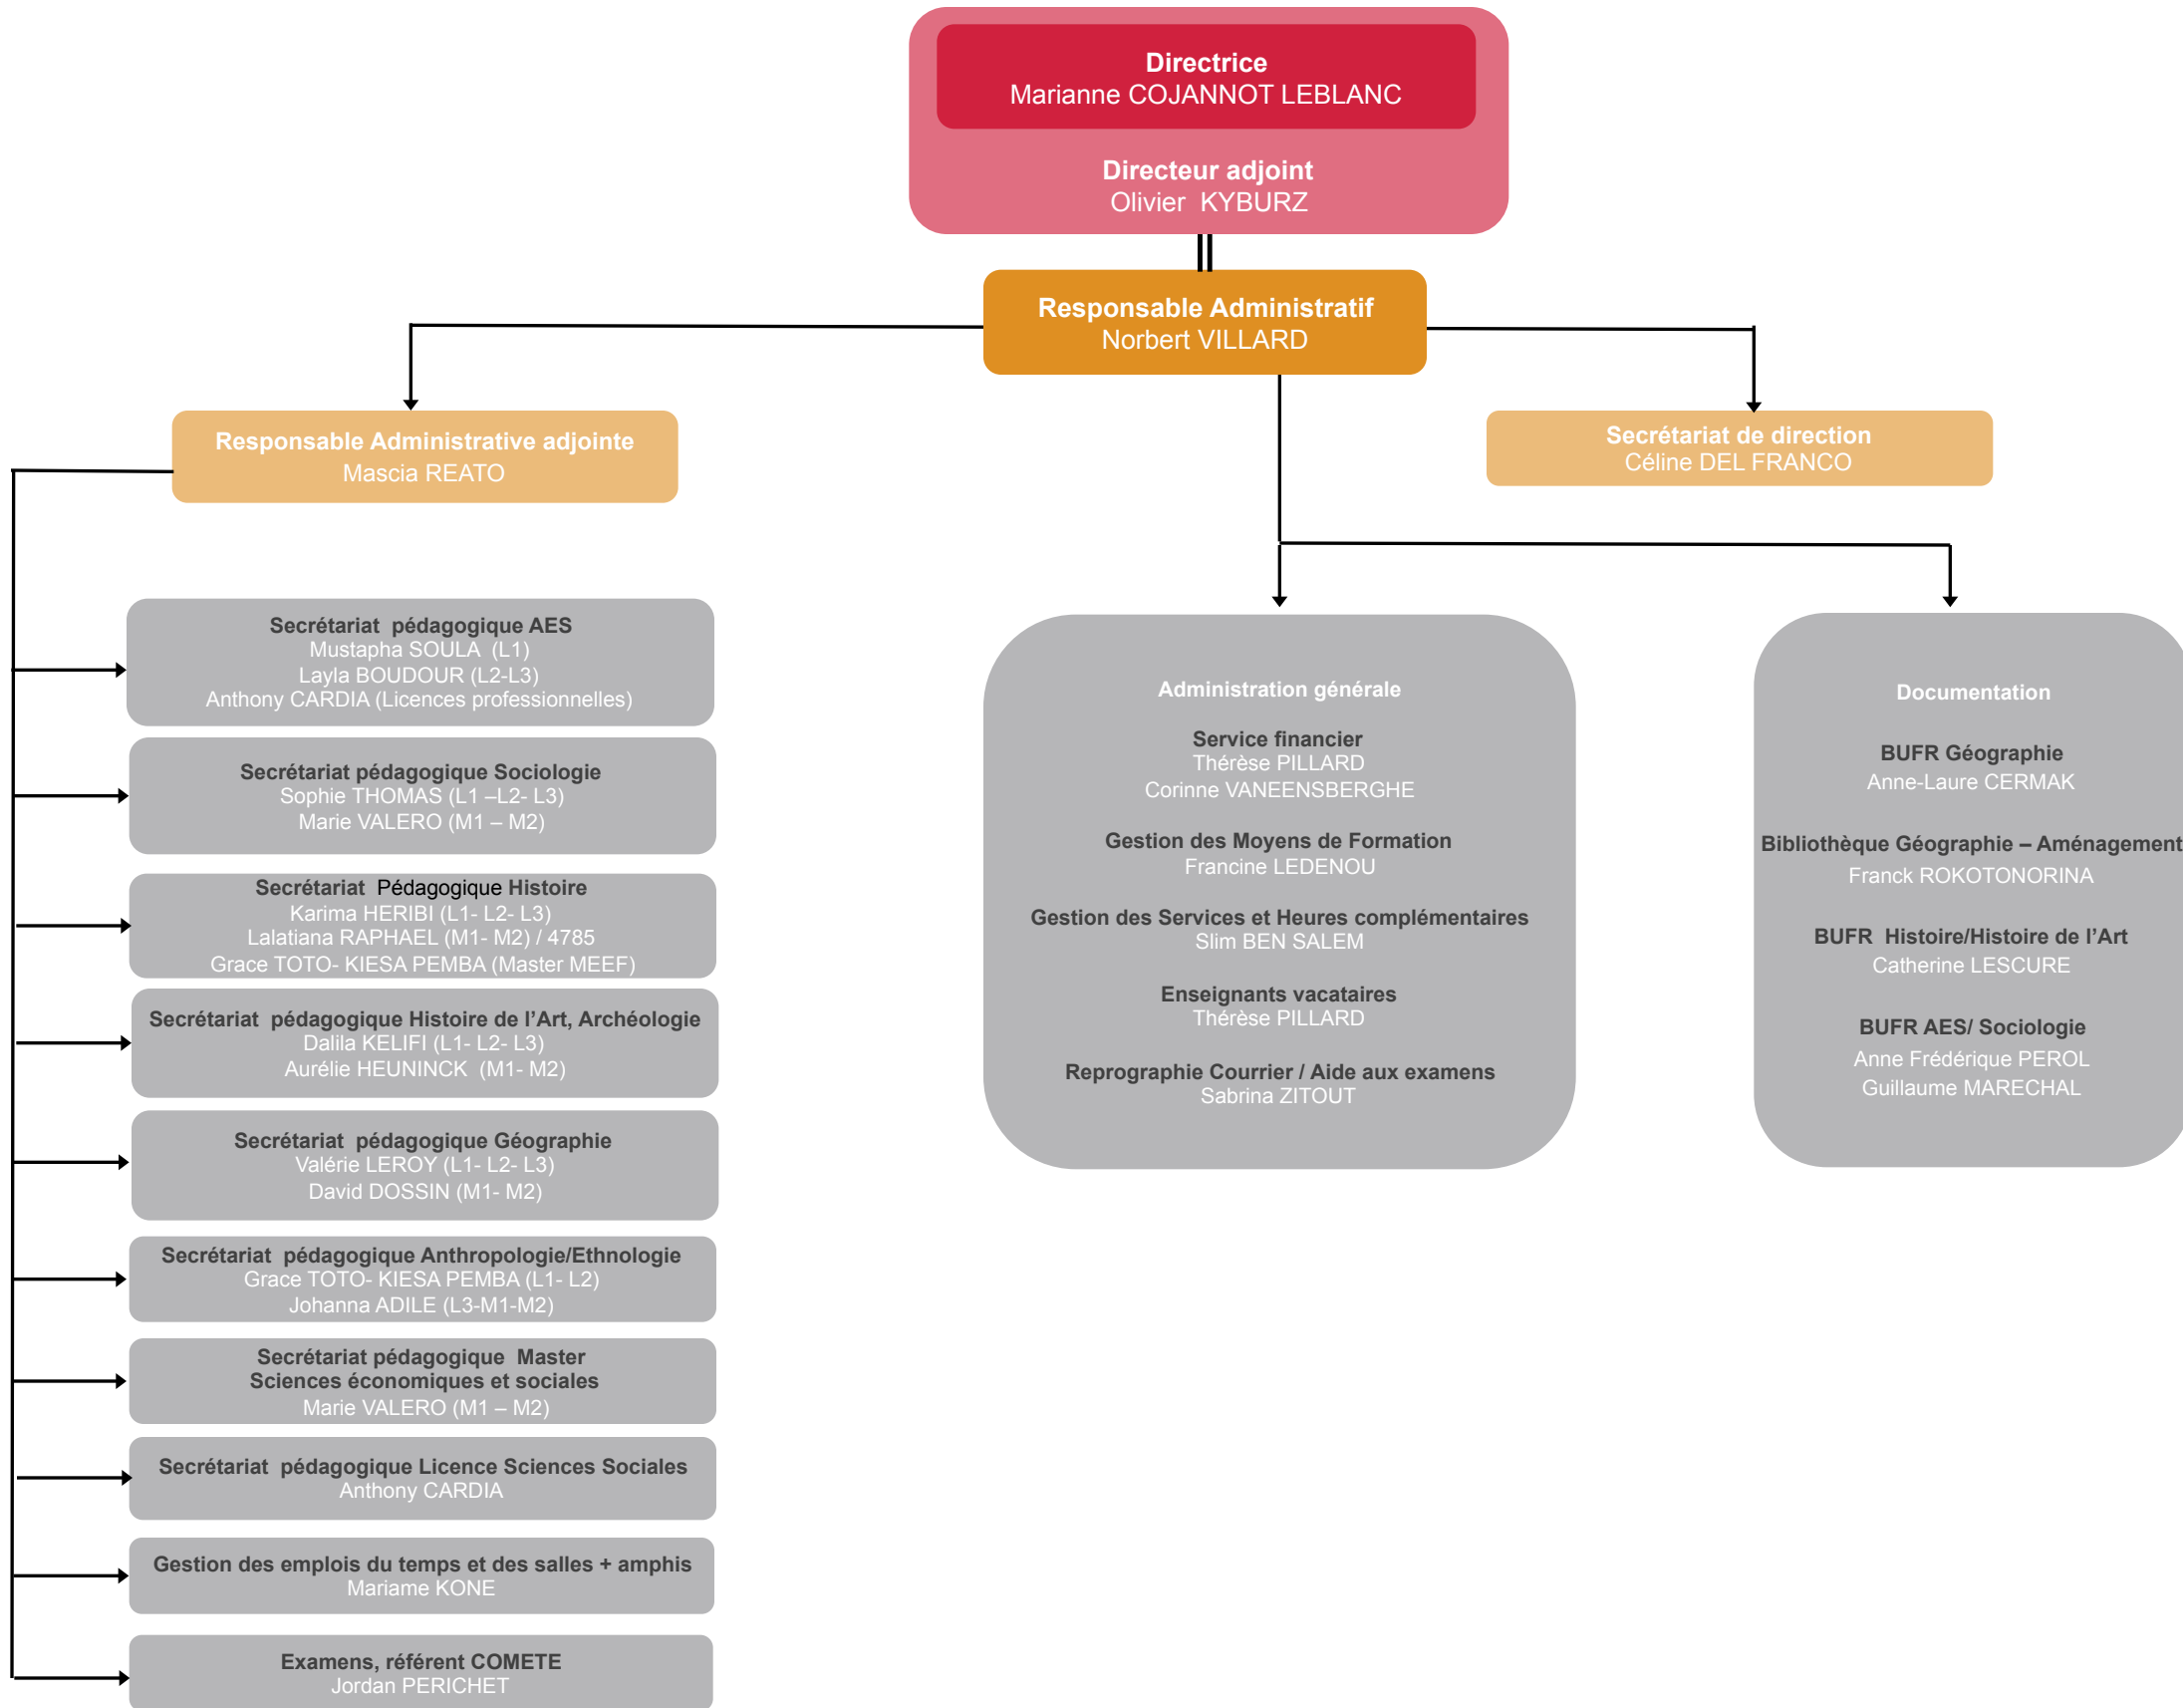 Directrice
Marianne COJANNOT LEBLANC
Directeur adjoint
Olivier  KYBURZ
Responsable Administratif
Norbert VILLARD
Responsable Administrative adjointe
Mascia REATO
Secrétariat de direction
Céline DEL FRANCO
Secrétariat  pédagogique AES
Mustapha SOULA  (L1)
Layla BOUDOUR (L2-L3)
Anthony CARDIA (Licences professionnelles)
Secrétariat pédagogique Sociologie
Sophie THOMAS (L1 –L2- L3)
Marie VALERO (M1 – M2)
Secrétariat  Pédagogique Histoire
Karima HERIBI (L1- L2- L3)
Lalatiana RAPHAEL (M1- M2) / 4785
Grace TOTO- KIESA PEMBA (Master MEEF)
Secrétariat  pédagogique Histoire de l’Art, Archéologie
Dalila KELIFI (L1- L2- L3)
Aurélie HEUNINCK  (M1- M2)
Secrétariat  pédagogique Géographie
Valérie LEROY (L1- L2- L3)
David DOSSIN (M1- M2)
Secrétariat  pédagogique Anthropologie/Ethnologie
Grace TOTO- KIESA PEMBA (L1- L2)
Johanna ADILE (L3-M1-M2)
Secrétariat pédagogique  Master
Sciences économiques et sociales
Marie VALERO (M1 – M2)
Secrétariat  pédagogique Licence Sciences Sociales
Anthony CARDIA
Gestion des emplois du temps et des salles + amphis
Mariame KONE
Examens, référent COMETE
Jordan PERICHET
Administration générale
Service financier
Thérèse PILLARD
Corinne VANEENSBERGHE
Gestion des Moyens de Formation
Francine LEDENOU
Gestion des Services et Heures complémentaires
Slim BEN SALEM
Enseignants vacataires
Thérèse PILLARD
Reprographie Courrier / Aide aux examens
Sabrina ZITOUT
Documentation
BUFR Géographie
Anne-Laure CERMAK
Bibliothèque Géographie – Aménagement
Franck ROKOTONORINA
BUFR  Histoire/Histoire de l’Art
Catherine LESCURE
BUFR AES/ Sociologie
Anne Frédérique PEROL
Guillaume MARECHAL